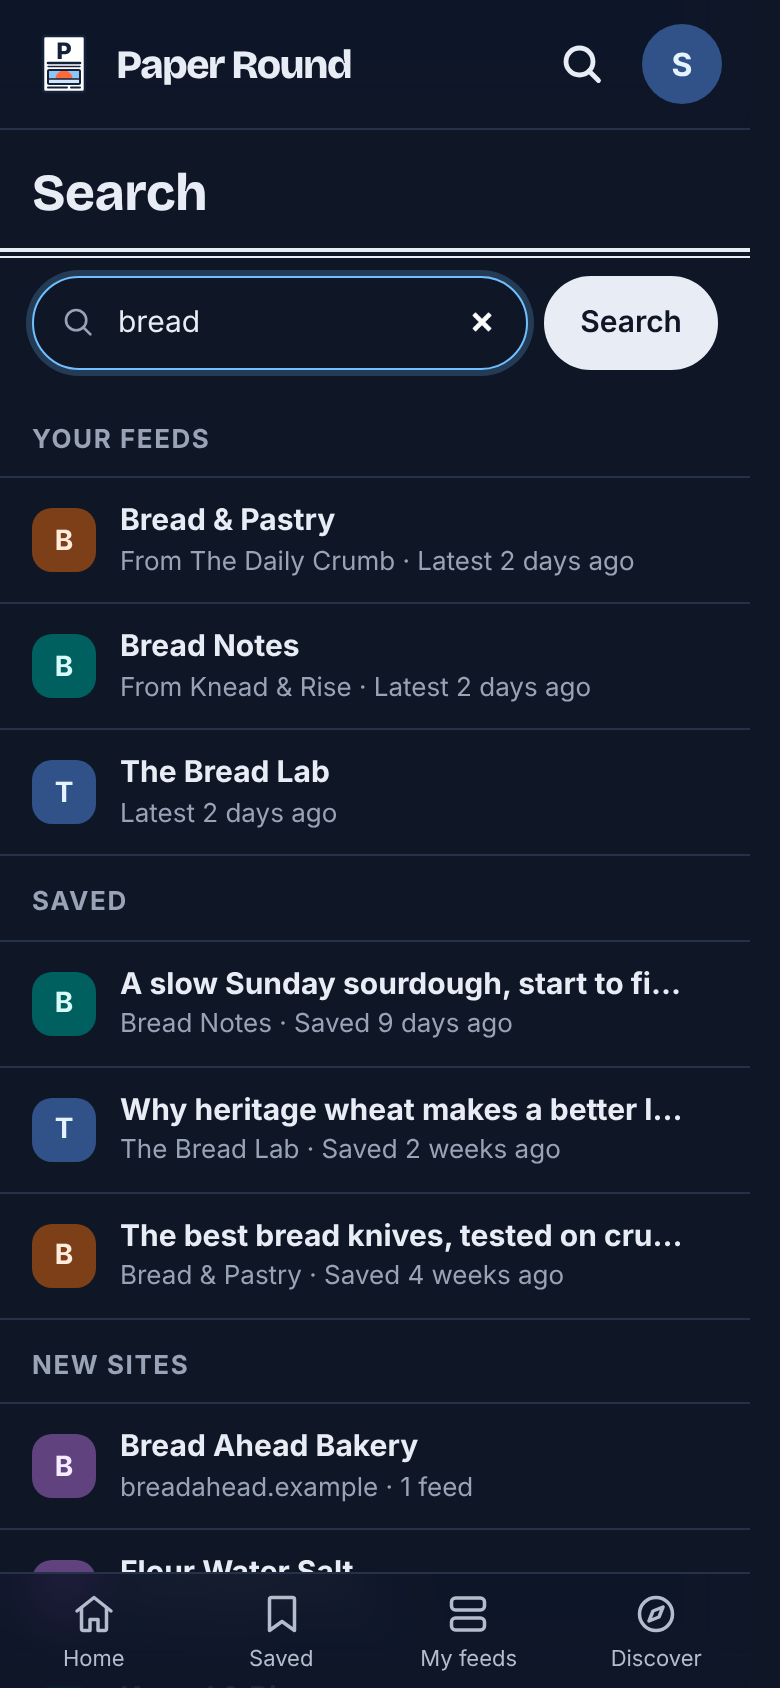 P
Paper Round
S
Search
bread
Search
YOUR FEEDS
B
Bread & Pastry
From The Daily Crumb · Latest 2 days ago
B
Bread Notes
From Knead & Rise · Latest 2 days ago
T
The Bread Lab
Latest 2 days ago
SAVED
B
A slow Sunday sourdough, start to fi...
Bread Notes · Saved 9 days ago
T
Why heritage wheat makes a better l...
The Bread Lab · Saved 2 weeks ago
B
The best bread knives, tested on cru...
Bread & Pastry · Saved 4 weeks ago
NEW SITES
B
Bread Ahead Bakery
breadahead.example · 1 feed
Flour Water Salt
Home
Saved
My feeds
Discover